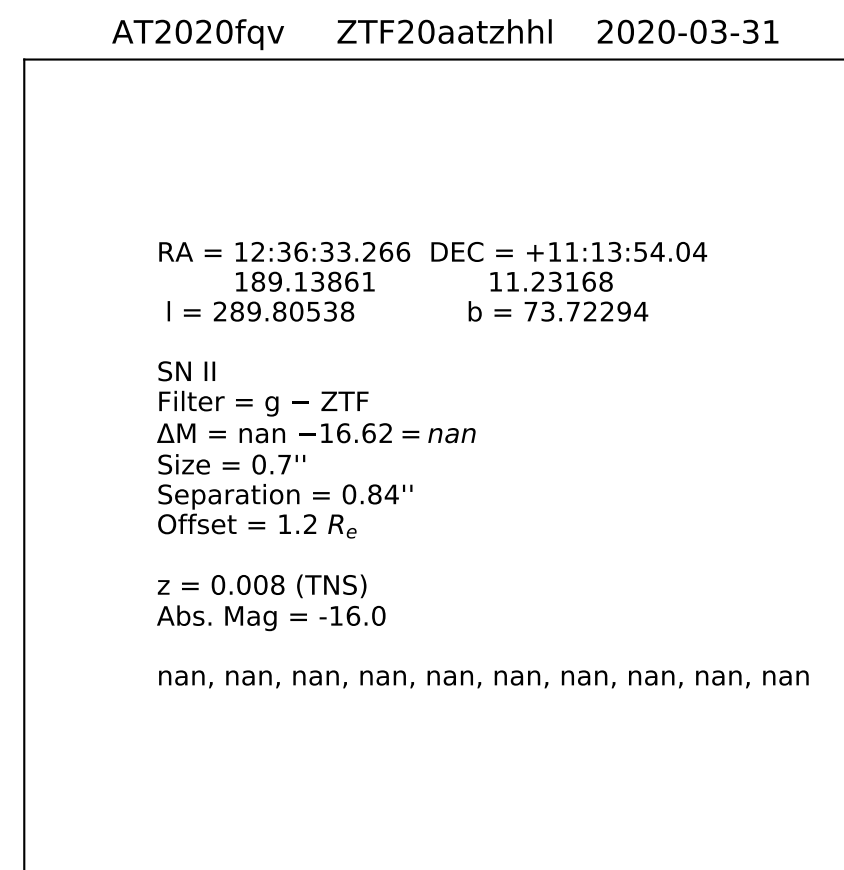 AT2020fqv ZTF20aatzhhl 2020-03-31
RA = 12:36:33.266 DEC = +11:13:54.04
189.13861 11.23168
l = 289.80538 b = 73.72294
SN II
Filter = g − ZTF
ΔM = nan −16.62 = nan
Size = 0.7''
Separation = 0.84''
Offset = 1.2 Rₑ
z = 0.008 (TNS)
Abs. Mag = -16.0
nan, nan, nan, nan, nan, nan, nan, nan, nan, nan